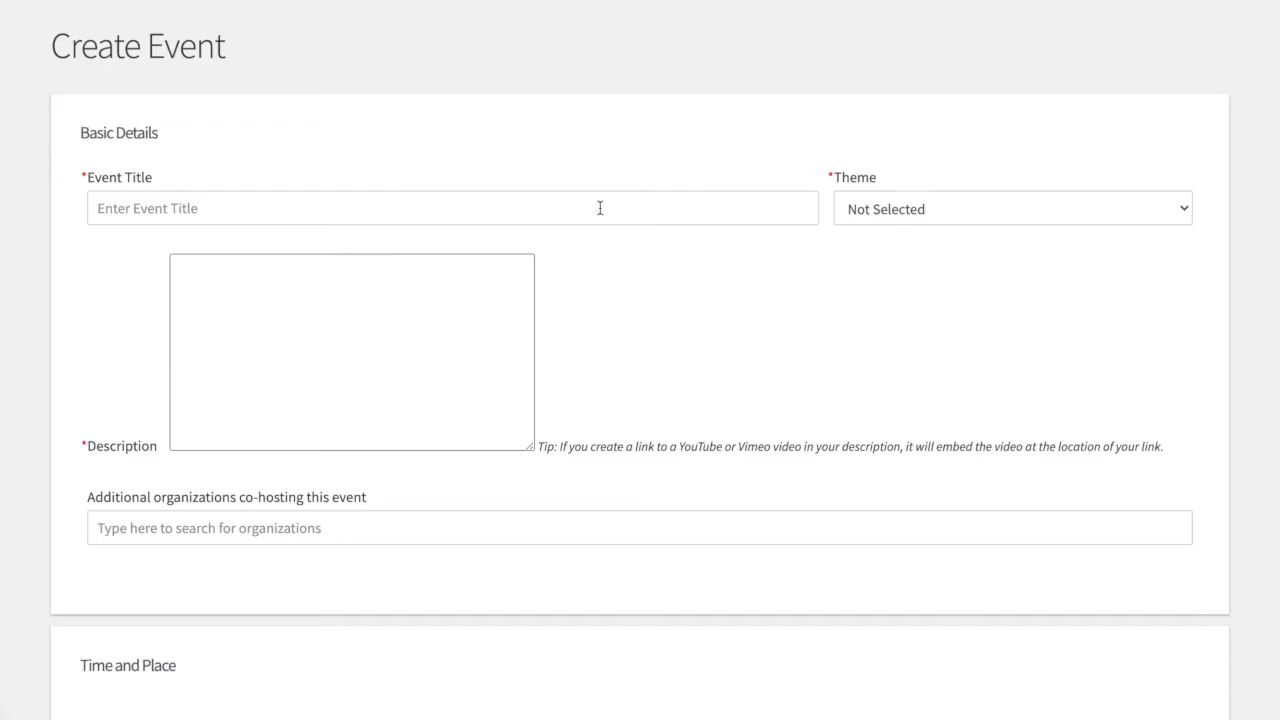 Create Event
Basic Details
*Event Title
*Theme
Enter Event Title
Not Selected
*Description
Tip: If you create a link to a YouTube or Vimeo video in your description, it will embed the video at the location of your link.
Additional organizations co-hosting this event
Type here to search for organizations
Time and Place